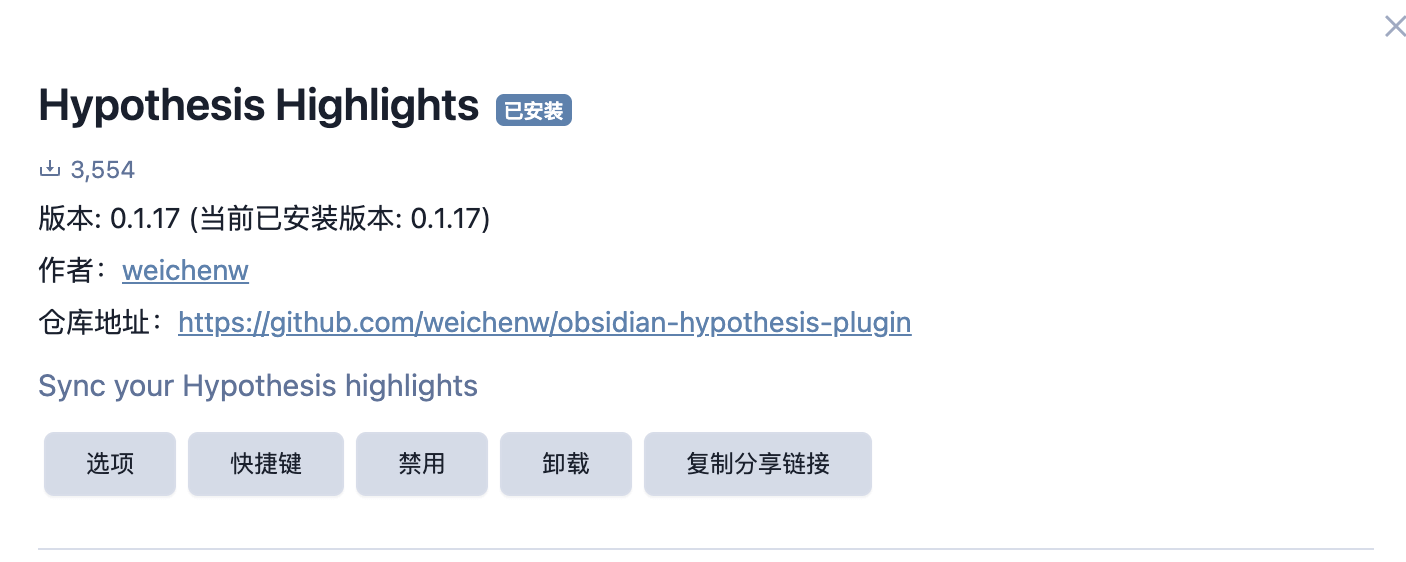 Hypothesis Highlights 已安装
3,554
版本: 0.1.17 (当前已安装版本: 0.1.17)
作者：weichenw
仓库地址：https://github.com/weichenw/obsidian-hypothesis-plugin
Sync your Hypothesis highlights
选项 快捷键 禁用 卸载 复制分享链接